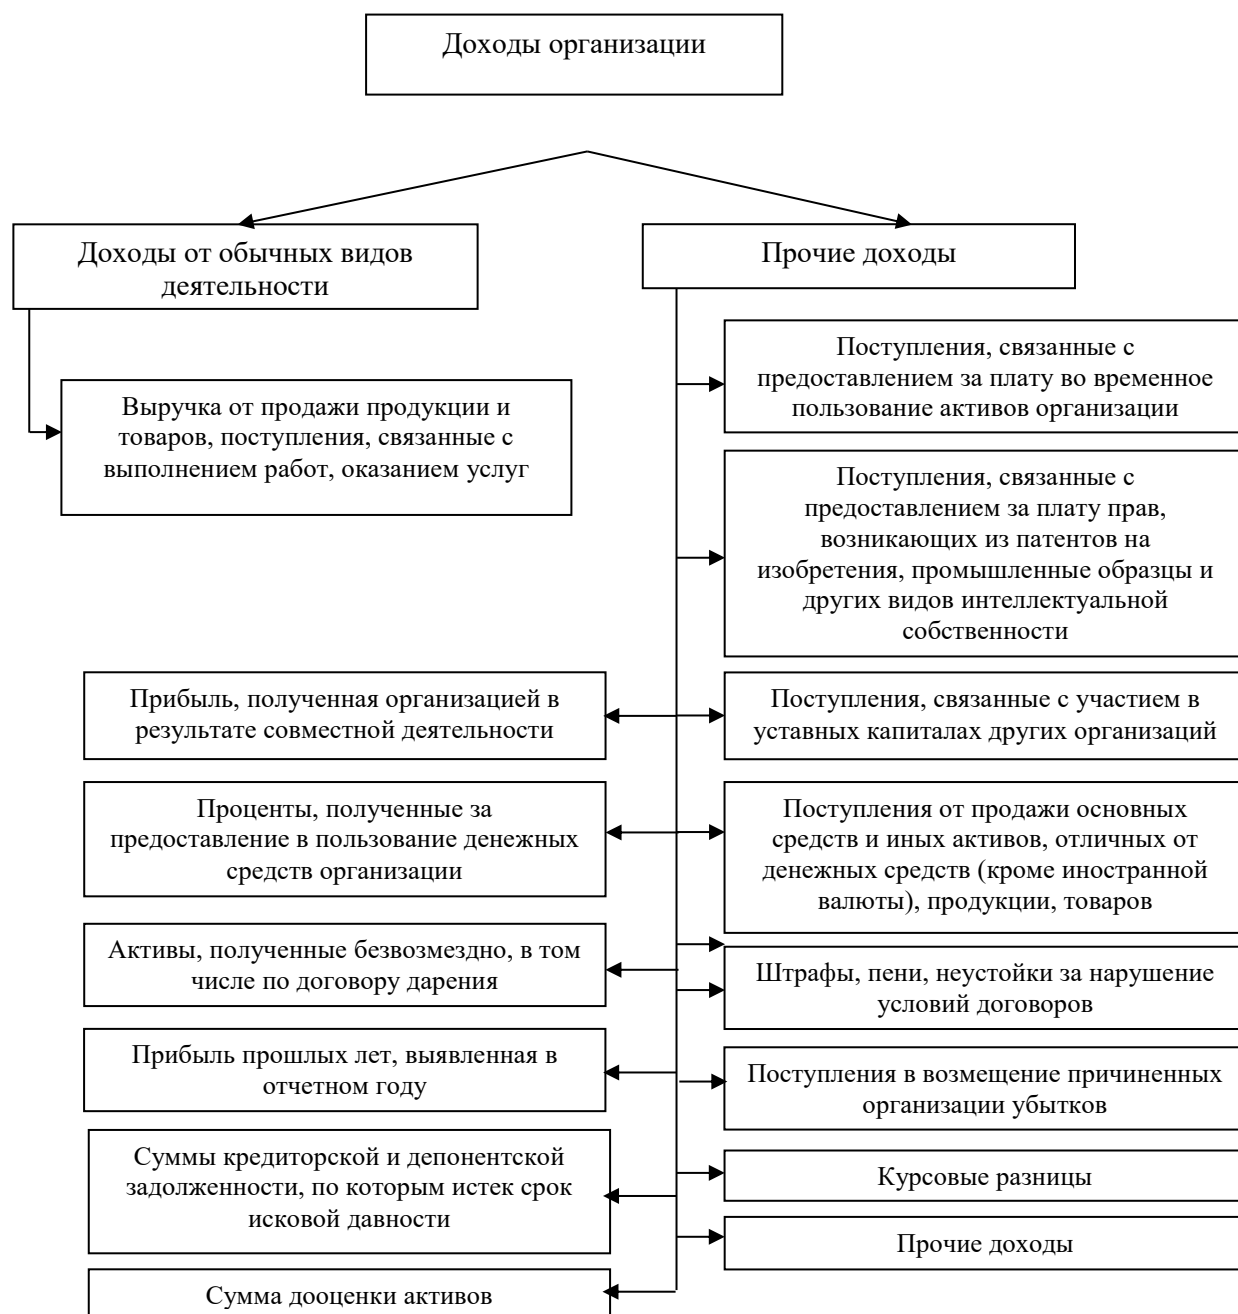 Доходы организации
Доходы от обычных видов
деятельности
Прочие доходы
Выручка от продажи продукции и
товаров, поступления, связанные с
выполнением работ, оказанием услуг
Поступления, связанные с
предоставлением за плату во временное
пользование активов организации
Поступления, связанные с
предоставлением за плату прав,
возникающих из патентов на
изобретения, промышленные образцы и
других видов интеллектуальной
собственности
Прибыль, полученная организацией в
результате совместной деятельности
Поступления, связанные с участием в
уставных капиталах других организаций
Проценты, полученные за
предоставление в пользование денежных
средств организации
Поступления от продажи основных
средств и иных активов, отличных от
денежных средств (кроме иностранной
валюты), продукции, товаров
Активы, полученные безвозмездно, в том
числе по договору дарения
Штрафы, пени, неустойки за нарушение
условий договоров
Прибыль прошлых лет, выявленная в
отчетном году
Поступления в возмещение причиненных
организации убытков
Суммы кредиторской и депонентской
задолженности, по которым истек срок
исковой давности
Курсовые разницы
Прочие доходы
Сумма дооценки активов